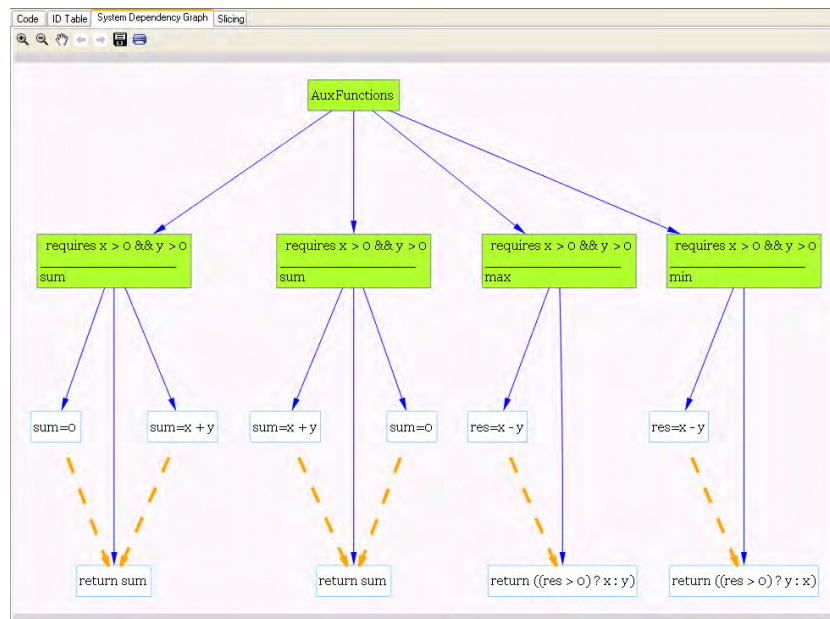 Code ID Table System Dependency Graph Slicing
AuxFunctions
requires x > 0 && y > 0
sum
requires x > 0 && y > 0
sum
requires x > 0 && y > 0
max
requires x > 0 && y > 0
min
sum=0
sum=x + y
sum=x + y
sum=0
res=x - y
res=x - y
return sum
return sum
return ((res > 0) ? x : y)
return ((res > 0) ? y : x)